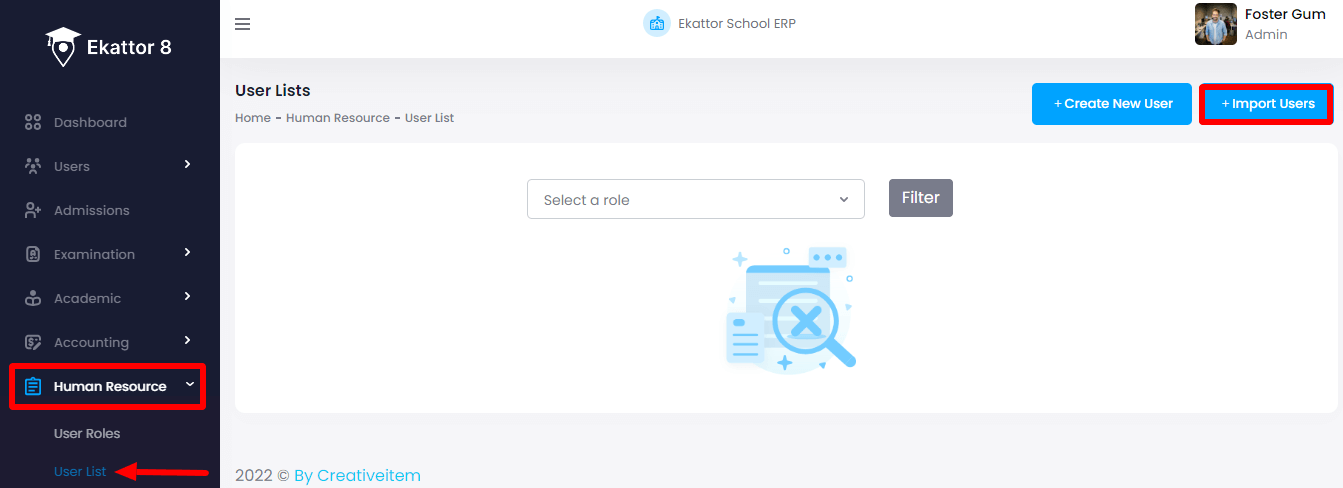 Ekattor 8
Dashboard
Users
Admissions
Examination
Academic
Accounting
Human Resource
User Roles
User List
Ekattor School ERP
Foster Gum
Admin
User Lists
Home - Human Resource - User List
+ Create New User
+ Import Users
Select a role
Filter
2022 © By Creativeitem